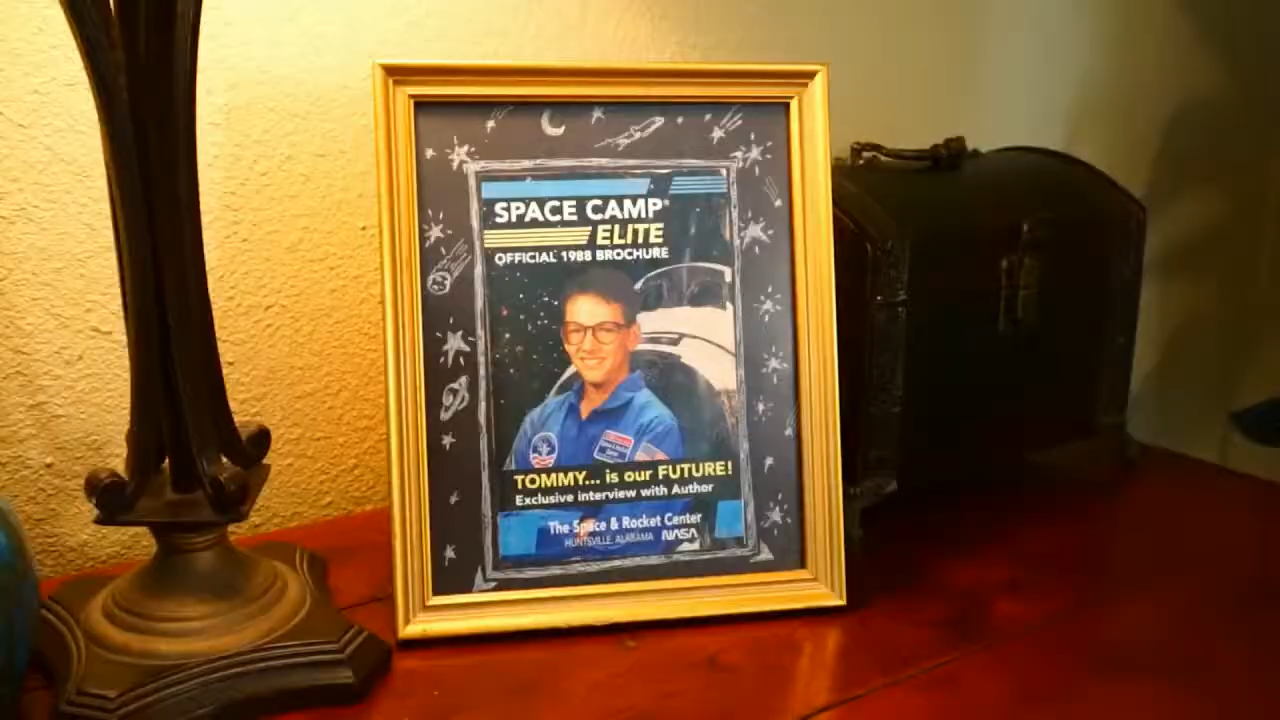 SPACE CAMP®
ELITE
OFFICIAL 1988 BROCHURE
TOMMY... is our FUTURE!
Exclusive interview with Author
The Space & Rocket Center
HUNTSVILLE, ALABAMA NASA